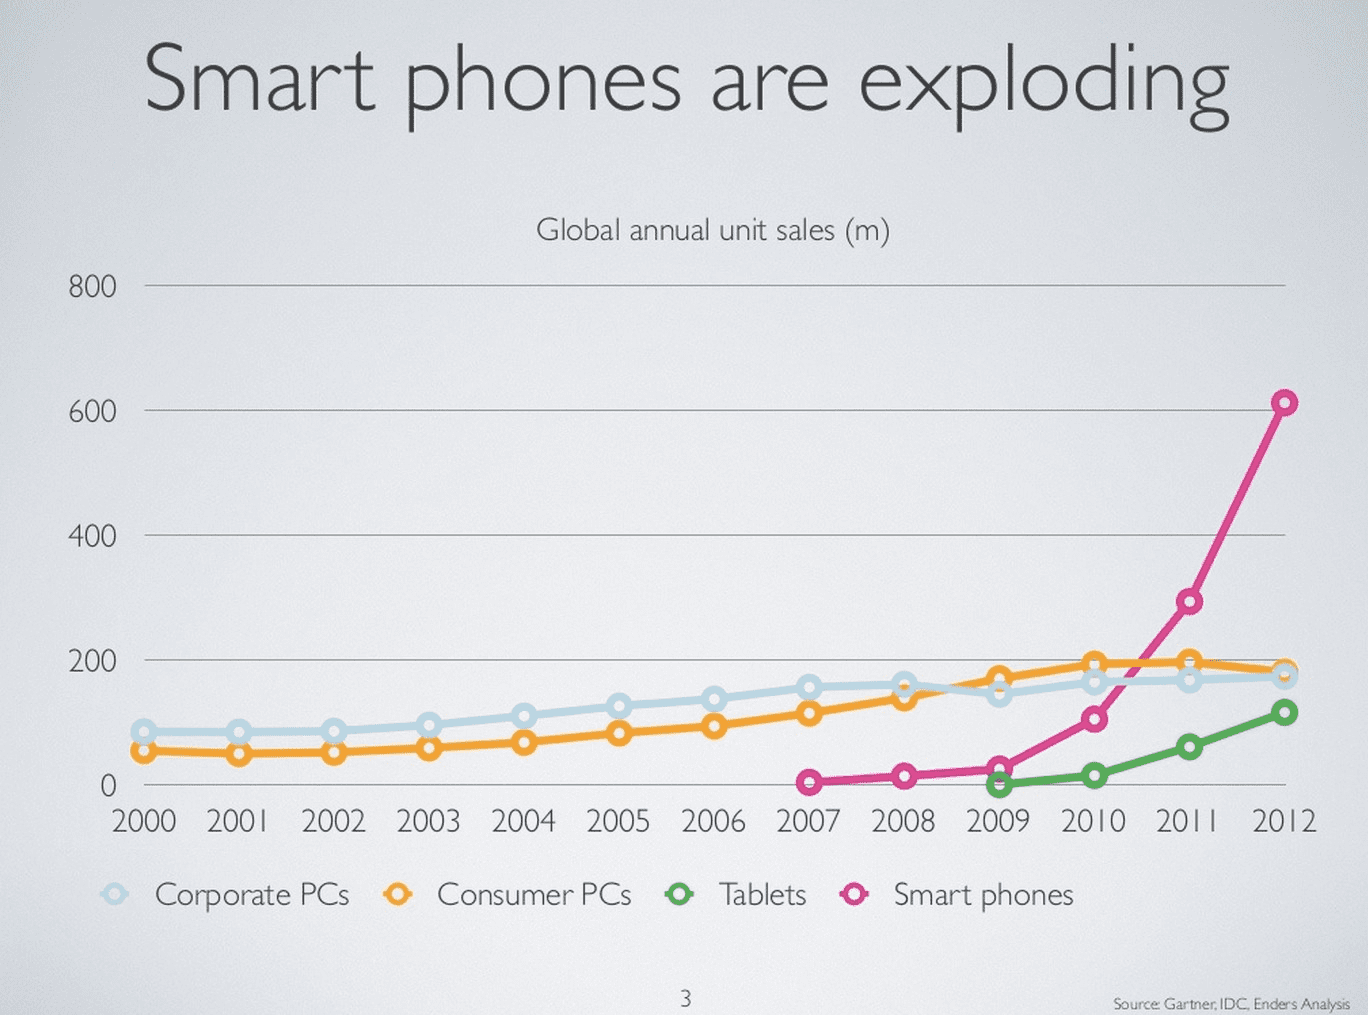 Smart phones are exploding
Global annual unit sales (m)
800
600
400
200
0
2000 2001 2002 2003 2004 2005 2006 2007 2008 2009 2010 2011 2012
Corporate PCs Consumer PCs Tablets Smart phones
3
Source: Gartner, IDC, Enders Analysis